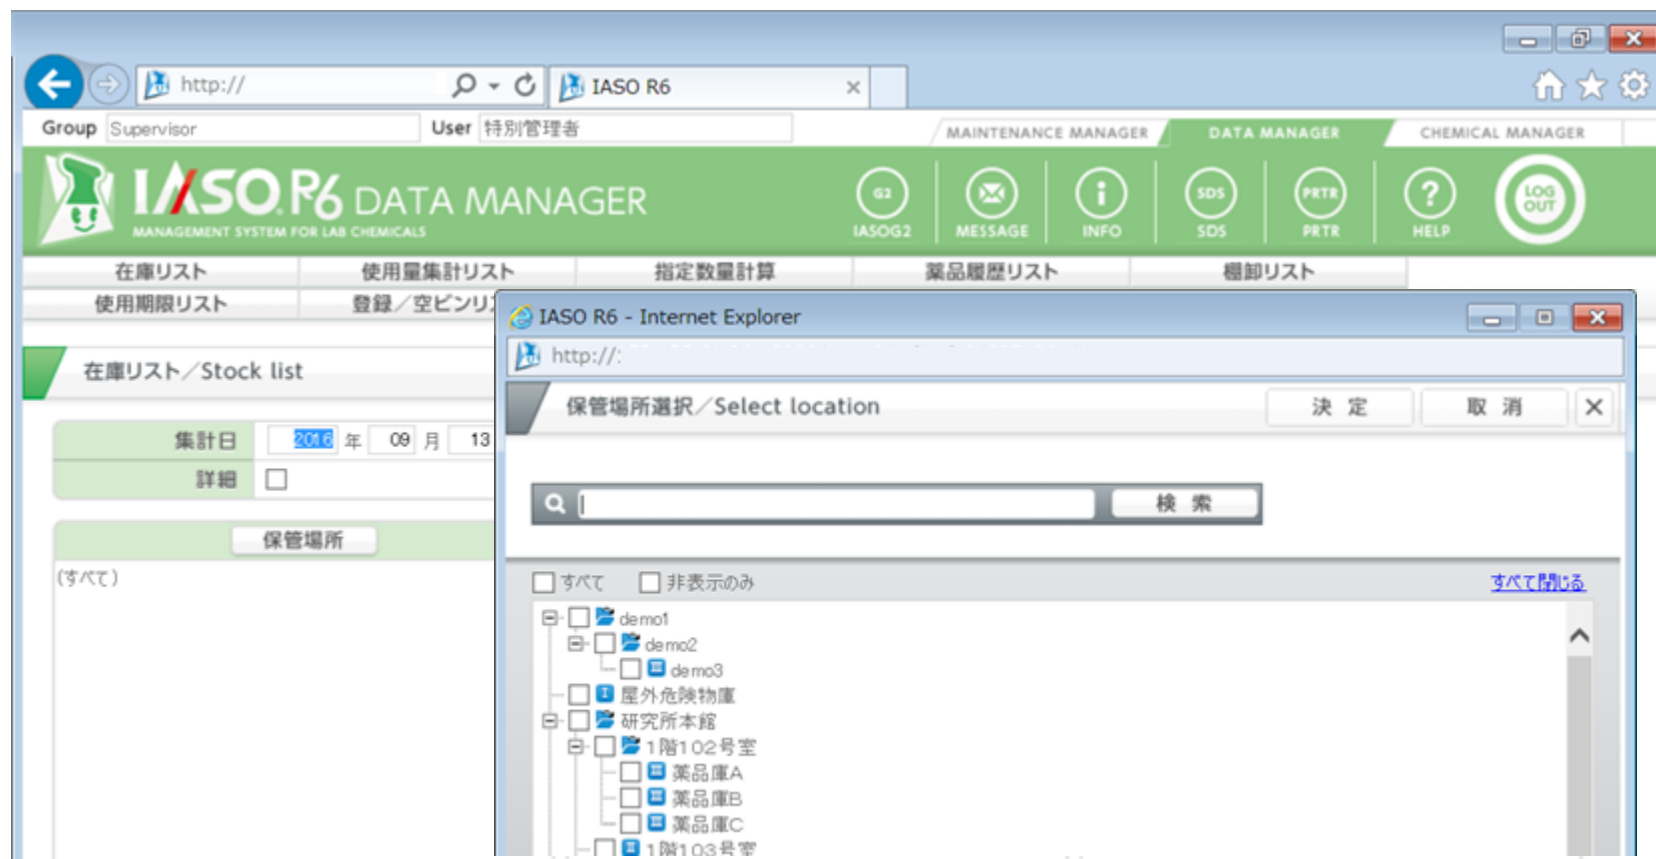 http://
IASO R6
Group Supervisor User 特別管理者 MAINTENANCE MANAGER DATA MANAGER CHEMICAL MANAGER
IASO R6 DATA MANAGER
MANAGEMENT SYSTEM FOR LAB CHEMICALS
G2 SDS PRTR ? LOG OUT
IASOG2 MESSAGE INFO SDS PRTR HELP
在庫リスト 使用量集計リスト 指定数量計算 薬品履歴リスト 棚卸リスト
使用期限リスト 登録／空ビンリ
IASO R6 - Internet Explorer
http://:
在庫リスト／Stock list
保管場所選択／Select location 決 定 取 消
集計日 2016 年 09 月 13
詳細
検 索
保管場所
(すべて)
すべて 非表示のみ すべて閉じる
demo1
demo2
demo3
屋外危険物庫
研究所本館
1階102号室
薬品庫A
薬品庫B
薬品庫C
1階103号室